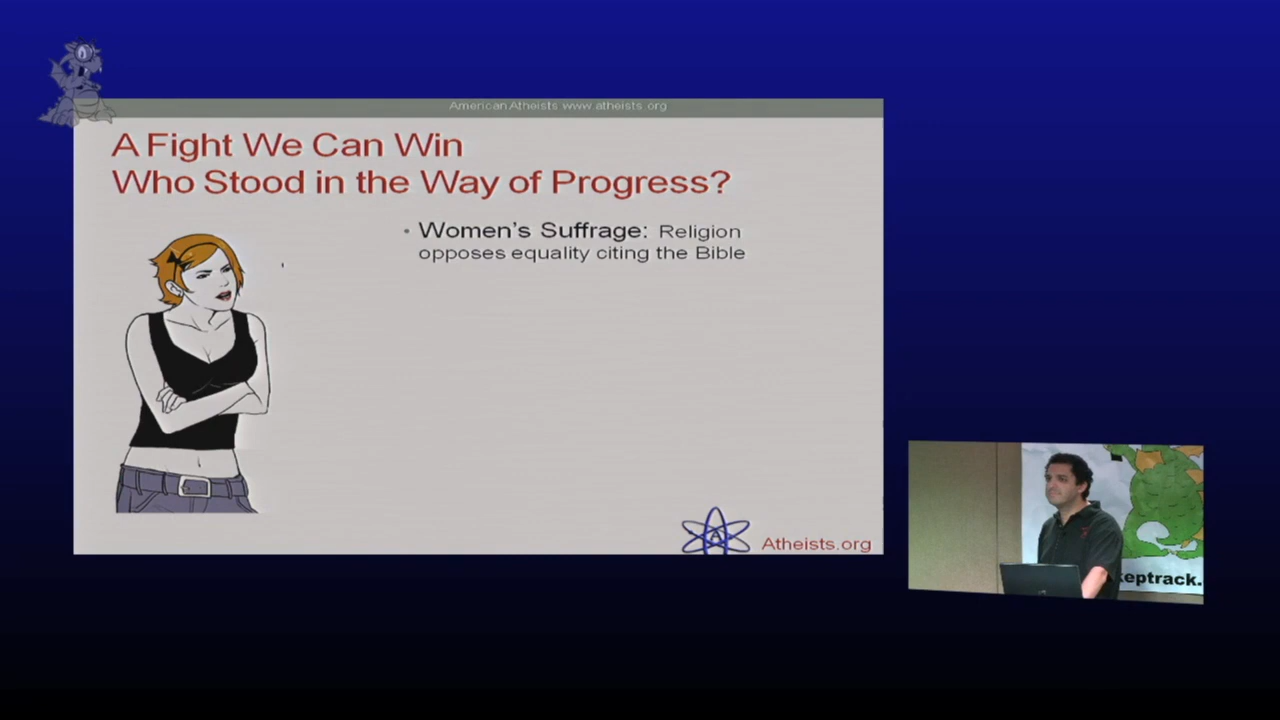 American Atheists www.atheists.org
A Fight We Can Win
Who Stood in the Way of Progress?
• Women's Suffrage: Religion
opposes equality citing the Bible
A
Atheists.org
keptrack.